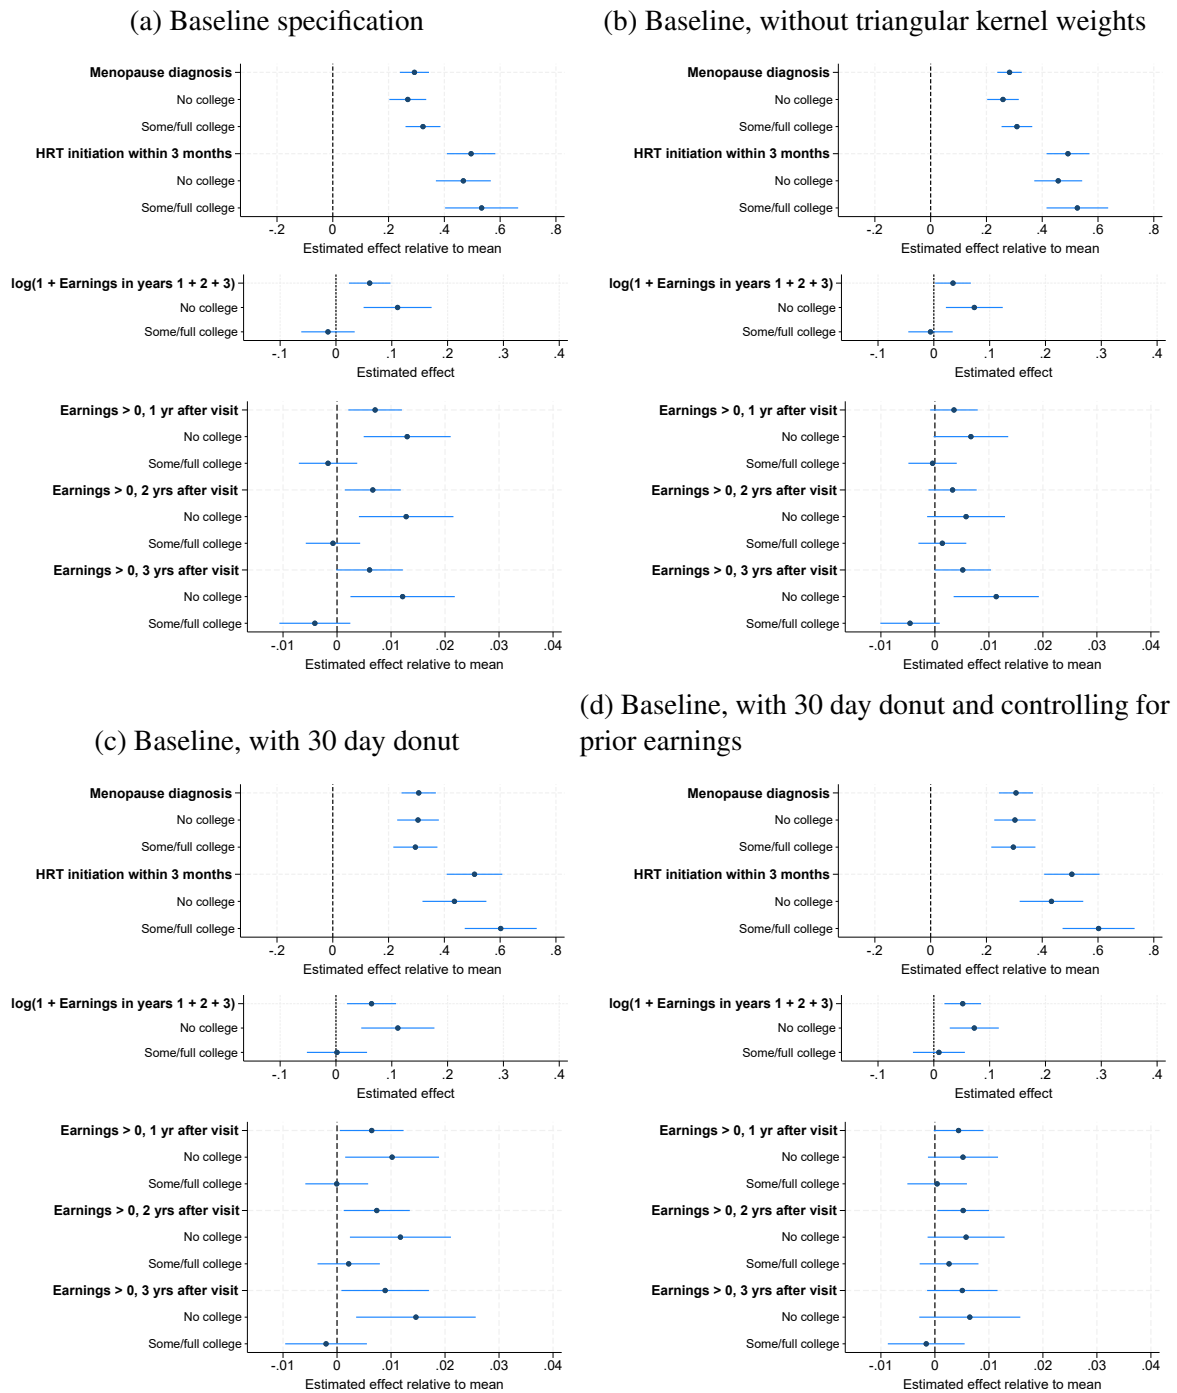 (a) Baseline specification
Menopause diagnosis
No college
Some/full college
HRT initiation within 3 months
No college
Some/full college
-.2 0 .2 .4 .6 .8
Estimated effect relative to mean
log(1 + Earnings in years 1 + 2 + 3)
No college
Some/full college
-.1 0 .1 .2 .3 .4
Estimated effect
Earnings > 0, 1 yr after visit
No college
Some/full college
Earnings > 0, 2 yrs after visit
No college
Some/full college
Earnings > 0, 3 yrs after visit
No college
Some/full college
-.01 0 .01 .02 .03 .04
Estimated effect relative to mean
(b) Baseline, without triangular kernel weights
Menopause diagnosis
No college
Some/full college
HRT initiation within 3 months
No college
Some/full college
-.2 0 .2 .4 .6 .8
Estimated effect relative to mean
log(1 + Earnings in years 1 + 2 + 3)
No college
Some/full college
-.1 0 .1 .2 .3 .4
Estimated effect
Earnings > 0, 1 yr after visit
No college
Some/full college
Earnings > 0, 2 yrs after visit
No college
Some/full college
Earnings > 0, 3 yrs after visit
No college
Some/full college
-.01 0 .01 .02 .03 .04
Estimated effect relative to mean
(c) Baseline, with 30 day donut
Menopause diagnosis
No college
Some/full college
HRT initiation within 3 months
No college
Some/full college
-.2 0 .2 .4 .6 .8
Estimated effect relative to mean
log(1 + Earnings in years 1 + 2 + 3)
No college
Some/full college
-.1 0 .1 .2 .3 .4
Estimated effect
Earnings > 0, 1 yr after visit
No college
Some/full college
Earnings > 0, 2 yrs after visit
No college
Some/full college
Earnings > 0, 3 yrs after visit
No college
Some/full college
-.01 0 .01 .02 .03 .04
Estimated effect relative to mean
(d) Baseline, with 30 day donut and controlling for
prior earnings
Menopause diagnosis
No college
Some/full college
HRT initiation within 3 months
No college
Some/full college
-.2 0 .2 .4 .6 .8
Estimated effect relative to mean
log(1 + Earnings in years 1 + 2 + 3)
No college
Some/full college
-.1 0 .1 .2 .3 .4
Estimated effect
Earnings > 0, 1 yr after visit
No college
Some/full college
Earnings > 0, 2 yrs after visit
No college
Some/full college
Earnings > 0, 3 yrs after visit
No college
Some/full college
-.01 0 .01 .02 .03 .04
Estimated effect relative to mean